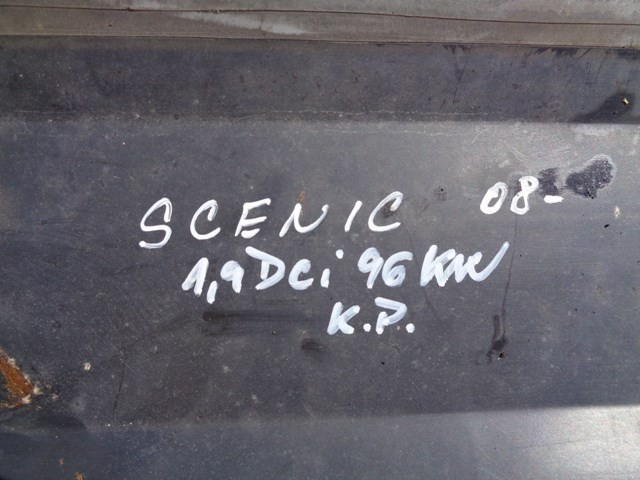 SCENIC 08-
1,9 DCi 96 KW
K.P.